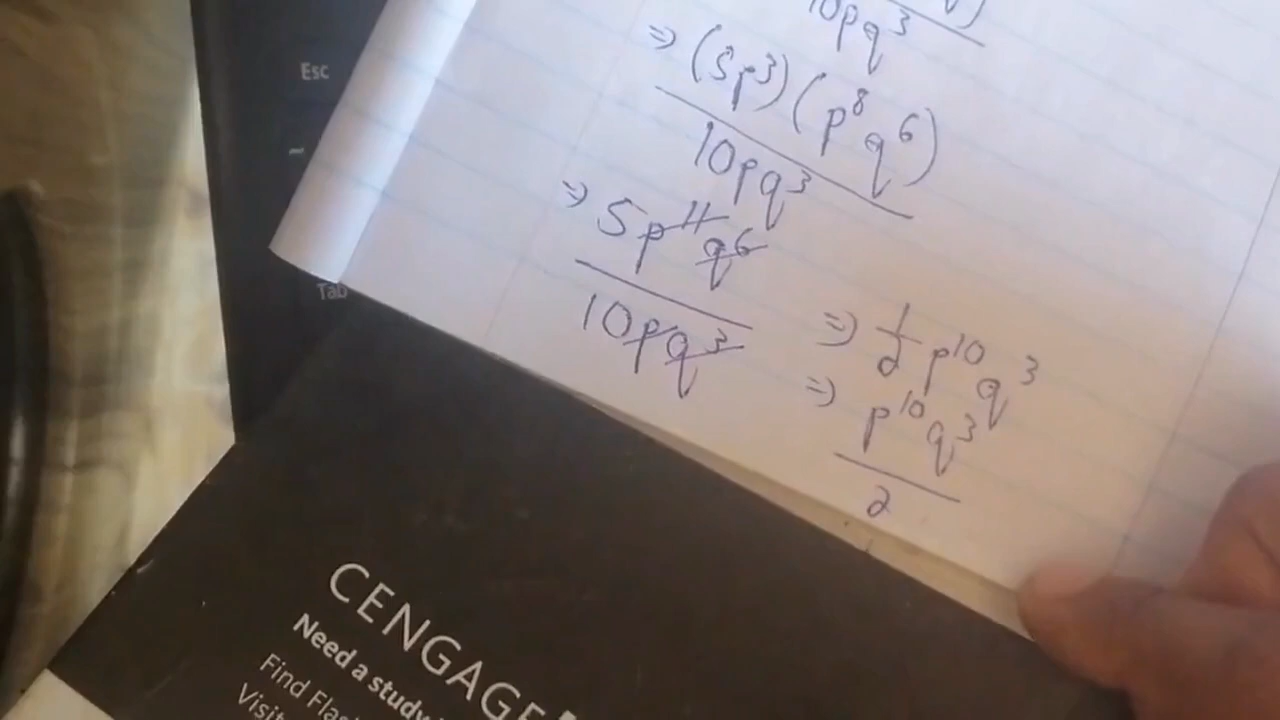 10pq³
⇒ (5p³)(p⁸q⁶)
10pq³
⇒ 5p¹¹q⁶
10pq³
⇒ 1/2 p¹⁰q³
⇒ p¹⁰q³
2
Esc
~
Tab
CENGAGE
Need a study
Find Flas
Visit